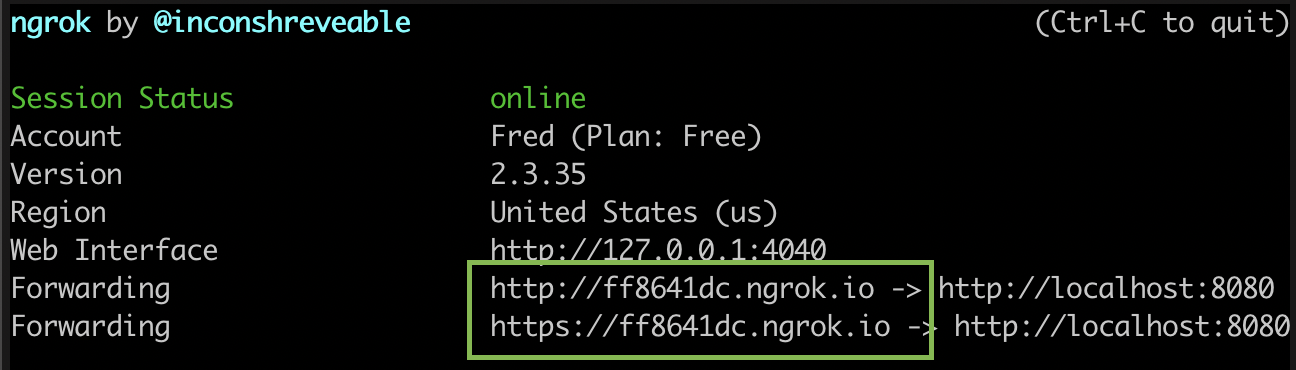 ngrok by @inconshreveable (Ctrl+C to quit)
Session Status online
Account Fred (Plan: Free)
Version 2.3.35
Region United States (us)
Web Interface http://127.0.0.1:4040
Forwarding http://ff8641dc.ngrok.io -> http://localhost:8080
Forwarding https://ff8641dc.ngrok.io -> http://localhost:8080